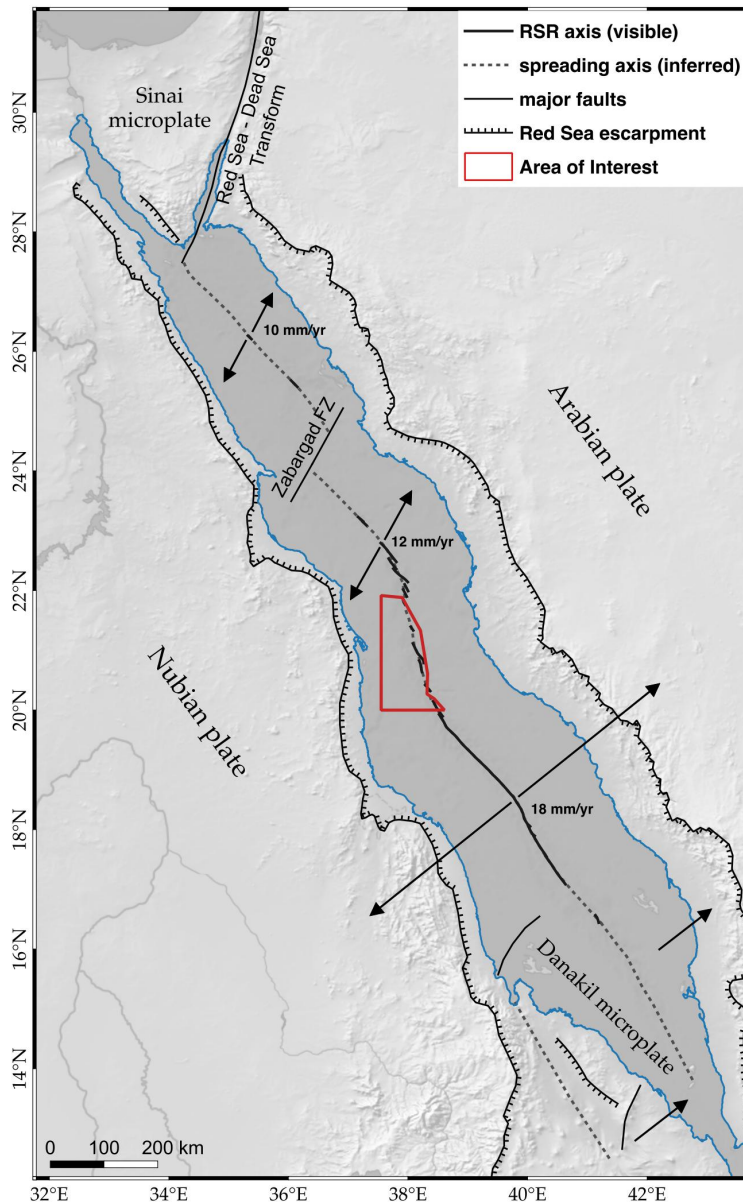 RSR axis (visible)
spreading axis (inferred)
major faults
Red Sea escarpment
Area of Interest
Sinai
microplate
Red Sea - Dead Sea
Transform
10 mm/yr
Zabargad FZ
12 mm/yr
Arabian plate
Nubian plate
18 mm/yr
Danakil microplate
30°N
28°N
26°N
24°N
22°N
20°N
18°N
16°N
14°N
0 100 200 km
32°E 34°E 36°E 38°E 40°E 42°E